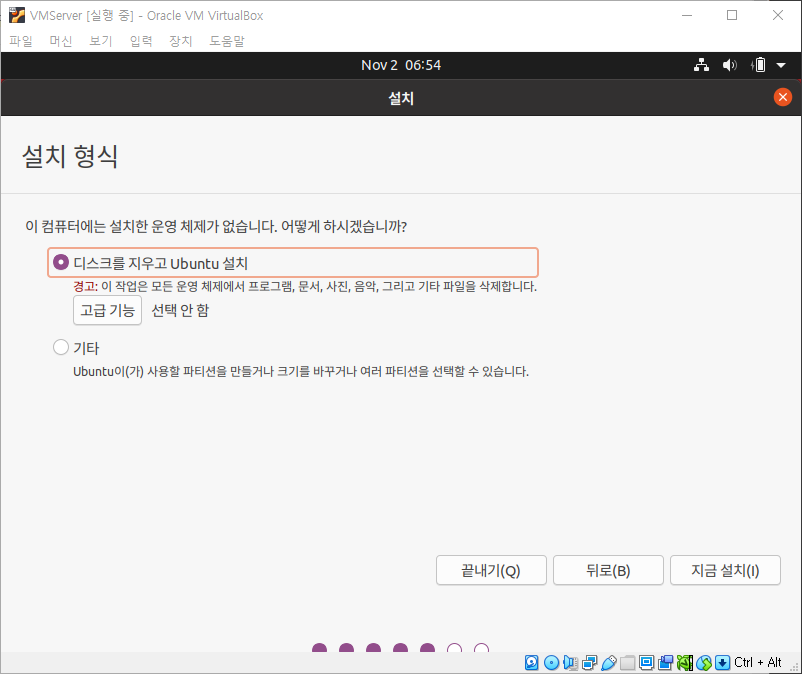 VMServer [실행 중] - Oracle VM VirtualBox
파일 머신 보기 입력 장치 도움말
Nov 2 06:54
설치
설치 형식
이 컴퓨터에는 설치한 운영 체제가 없습니다. 어떻게 하시겠습니까?
디스크를 지우고 Ubuntu 설치
경고: 이 작업은 모든 운영 체제에서 프로그램, 문서, 사진, 음악, 그리고 기타 파일을 삭제합니다.
고급 기능 선택 안 함
기타
Ubuntu이(가) 사용할 파티션을 만들거나 크기를 바꾸거나 여러 파티션을 선택할 수 있습니다.
끝내기(Q) 뒤로(B) 지금 설치(I)
Ctrl + Alt